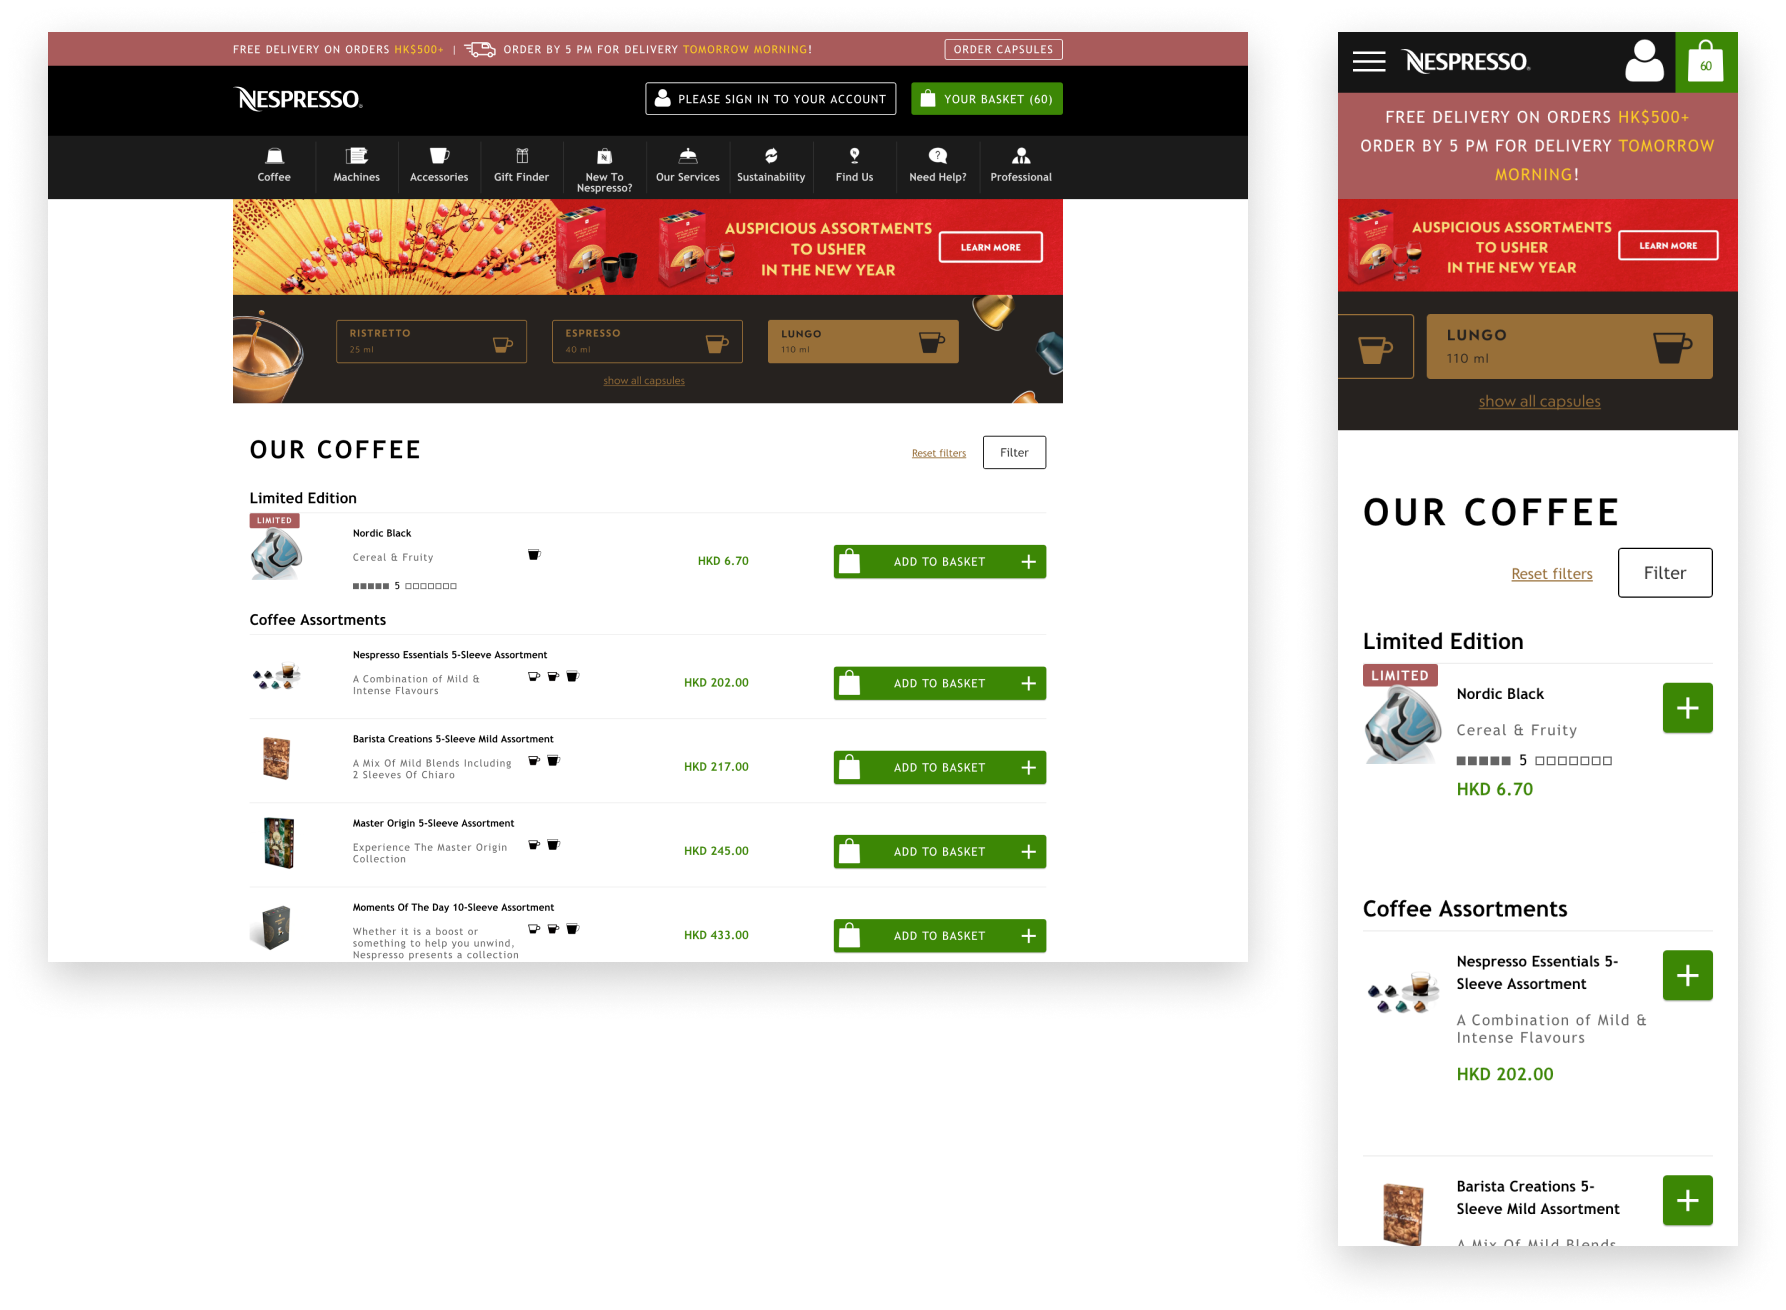 FREE DELIVERY ON ORDERS HK$500+ | ORDER BY 5 PM FOR DELIVERY TOMORROW MORNING!
ORDER CAPSULES
NESPRESSO.
PLEASE SIGN IN TO YOUR ACCOUNT
YOUR BASKET (60)
Coffee
Machines
Accessories
Gift Finder
New To
Nespresso?
Our Services
Sustainability
Find Us
Need Help?
Professional
AUSPICIOUS ASSORTMENTS
TO USHER
IN THE NEW YEAR
LEARN MORE
RISTRETTO
25 ml
ESPRESSO
40 ml
LUNGO
110 ml
show all capsules
OUR COFFEE
Reset filters
Filter
Limited Edition
LIMITED
Nordic Black
Cereal & Fruity
5
HKD 6.70
ADD TO BASKET +
Coffee Assortments
Nespresso Essentials 5-Sleeve Assortment
A Combination of Mild &
Intense Flavours
HKD 202.00
ADD TO BASKET +
Barista Creations 5-Sleeve Mild Assortment
A Mix Of Mild Blends Including
2 Sleeves Of Chiaro
HKD 217.00
ADD TO BASKET +
Master Origin 5-Sleeve Assortment
Experience The Master Origin
Collection
HKD 245.00
ADD TO BASKET +
Moments Of The Day 10-Sleeve Assortment
Whether it is a boost or
something to help you unwind,
Nespresso presents a collection
HKD 433.00
ADD TO BASKET +
NESPRESSO.
60
FREE DELIVERY ON ORDERS HK$500+
ORDER BY 5 PM FOR DELIVERY TOMORROW
MORNING!
AUSPICIOUS ASSORTMENTS
TO USHER
IN THE NEW YEAR
LEARN MORE
LUNGO
110 ml
show all capsules
OUR COFFEE
Reset filters
Filter
Limited Edition
LIMITED
Nordic Black
Cereal & Fruity
5
HKD 6.70
+
Coffee Assortments
Nespresso Essentials 5-
Sleeve Assortment
A Combination of Mild &
Intense Flavours
HKD 202.00
+
Barista Creations 5-
Sleeve Mild Assortment
A Mix Of Mild Blends
+